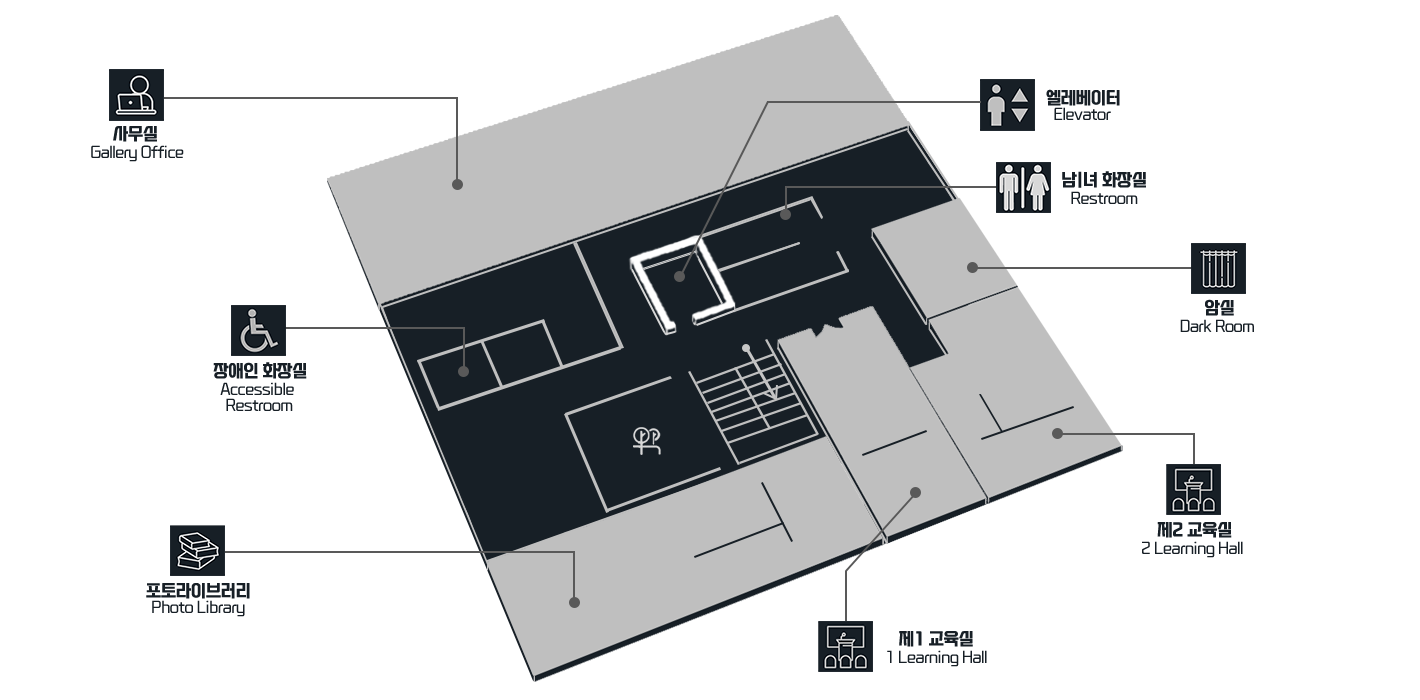 사무실
Gallery Office
엘레베이터
Elevator
남|녀 화장실
Restroom
암실
Dark Room
장애인 화장실
Accessible
Restroom
제2 교육실
2 Learning Hall
포토라이브러리
Photo Library
제1 교육실
1 Learning Hall